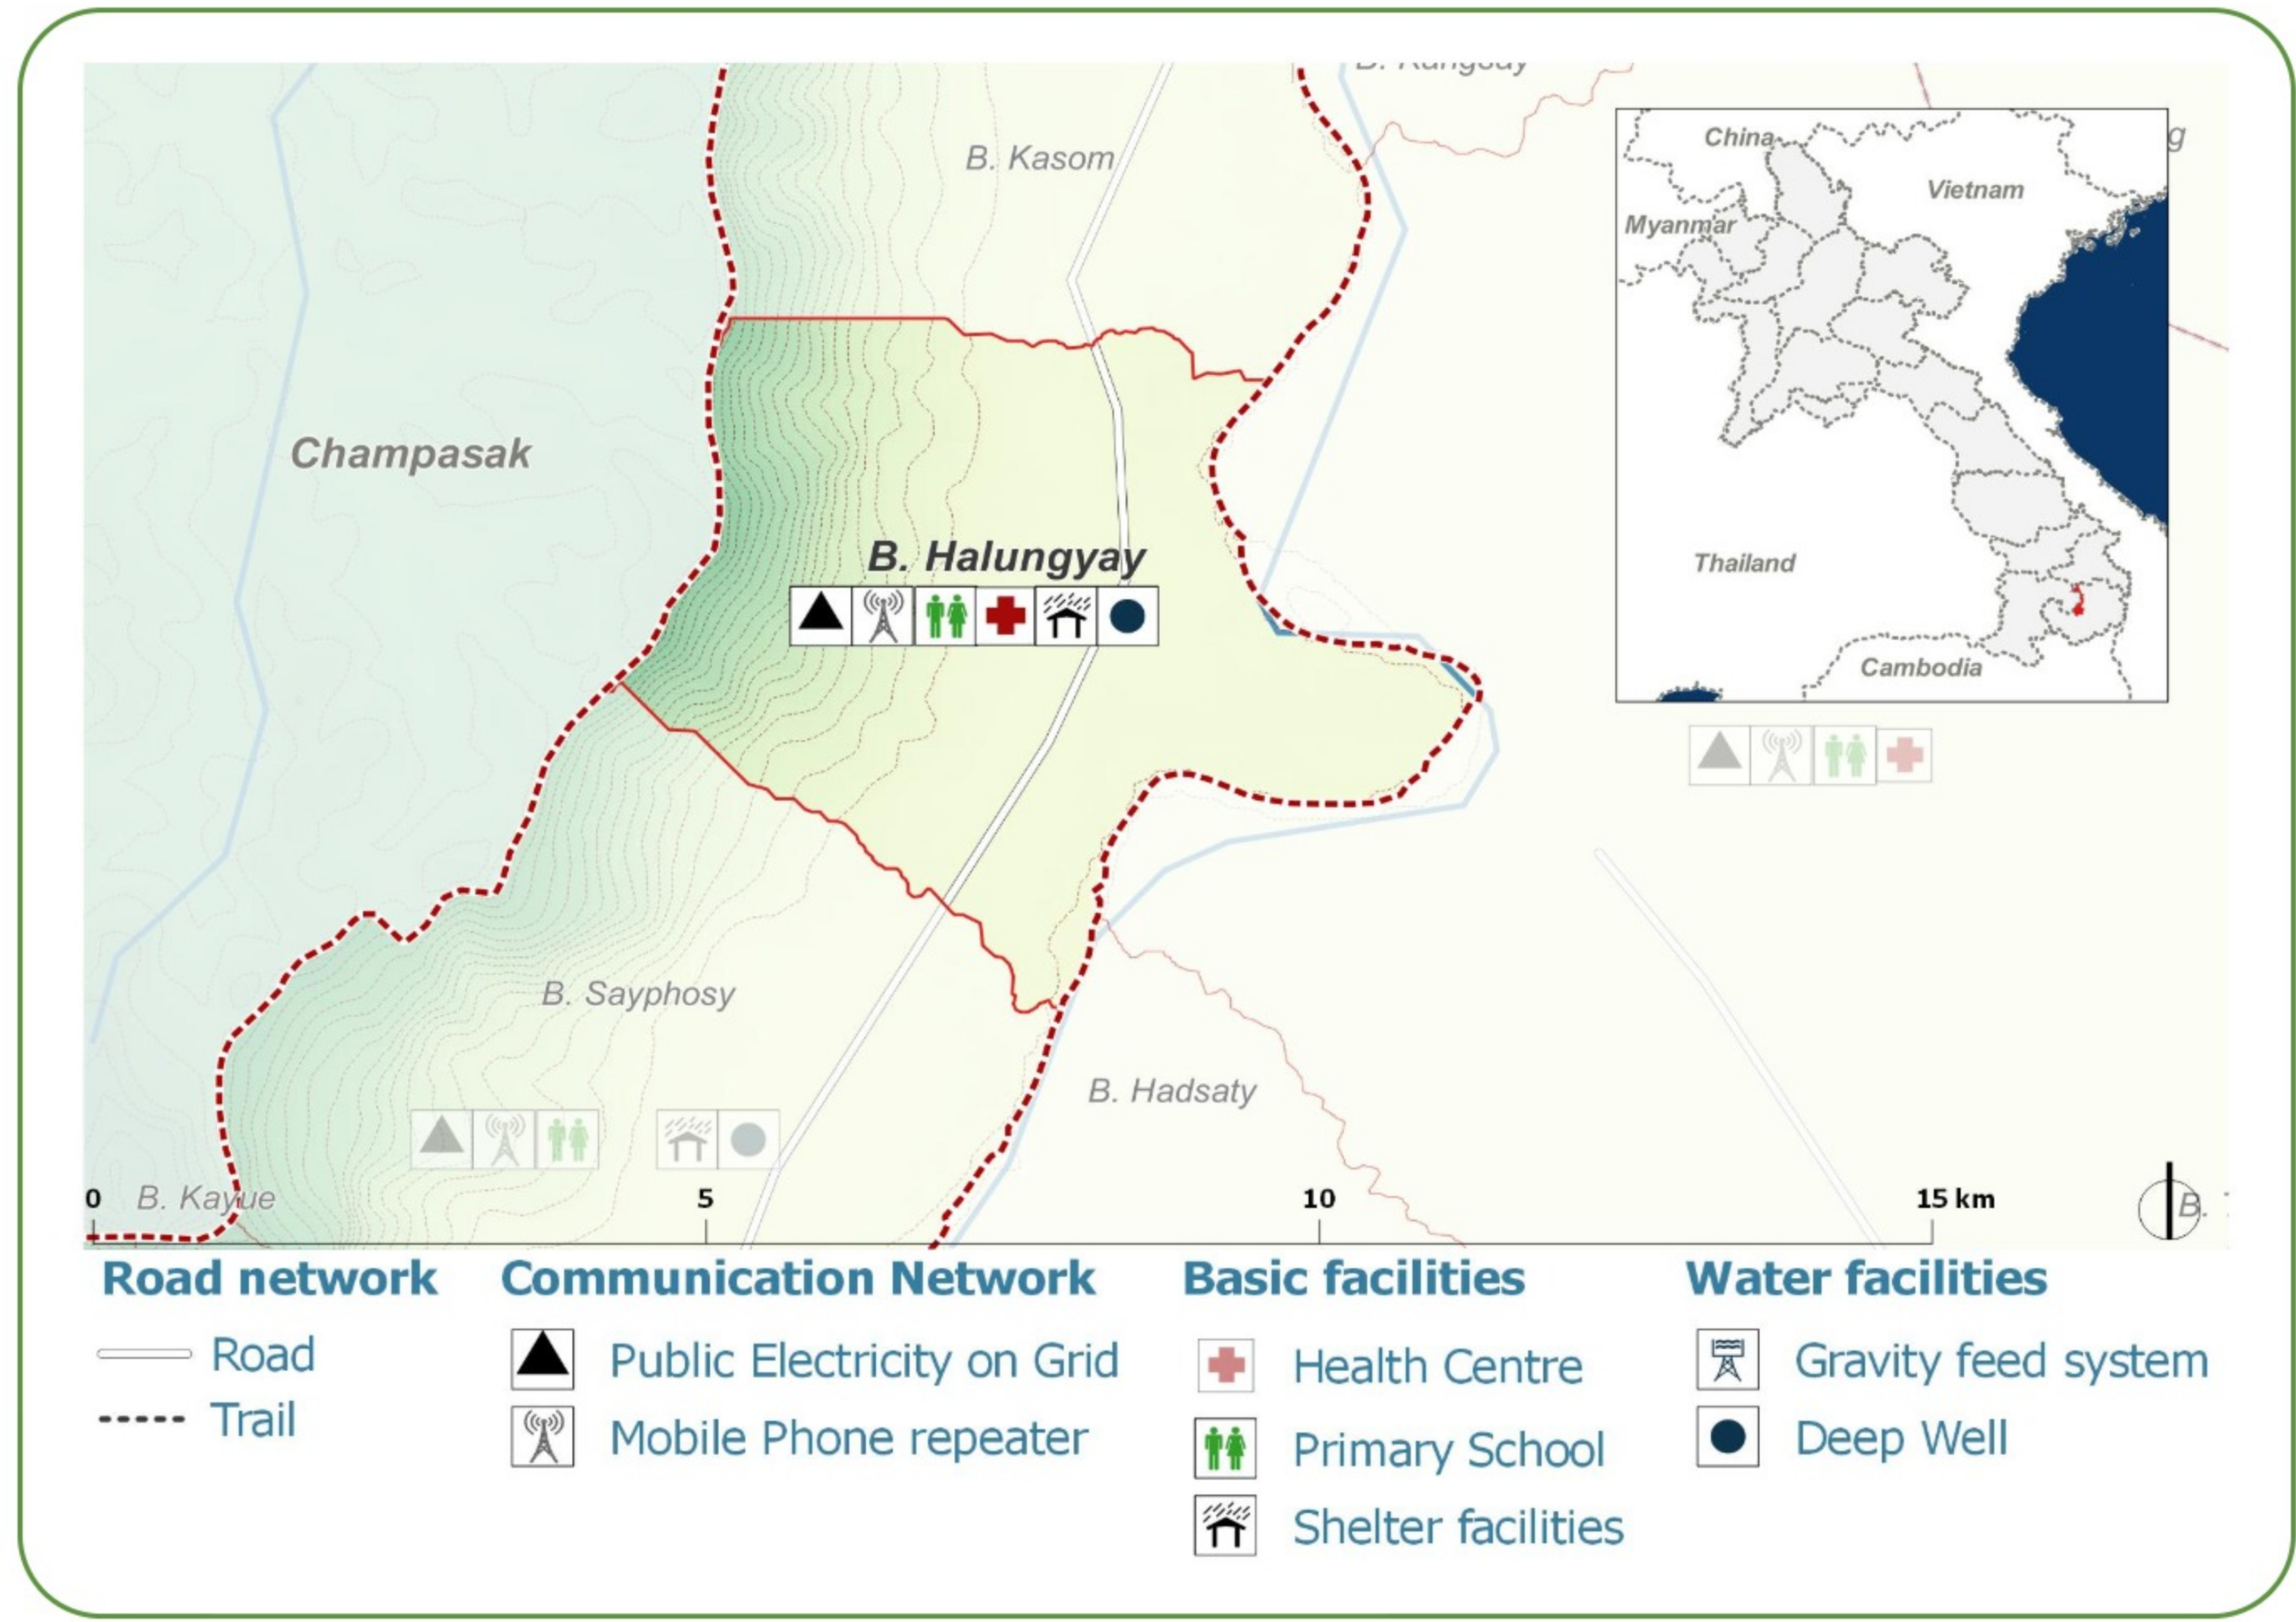 B. Kasom
g
China
Vietnam
Myanmar
Champasak
B. Halungyay
Thailand
Cambodia
B. Sayphosy
B. Hadsaty
0
B. Kayue
5
10
15 km
B.
Road network
Road
Trail
Communication Network
Public Electricity on Grid
Mobile Phone repeater
Basic facilities
Health Centre
Primary School
Shelter facilities
Water facilities
Gravity feed system
Deep Well